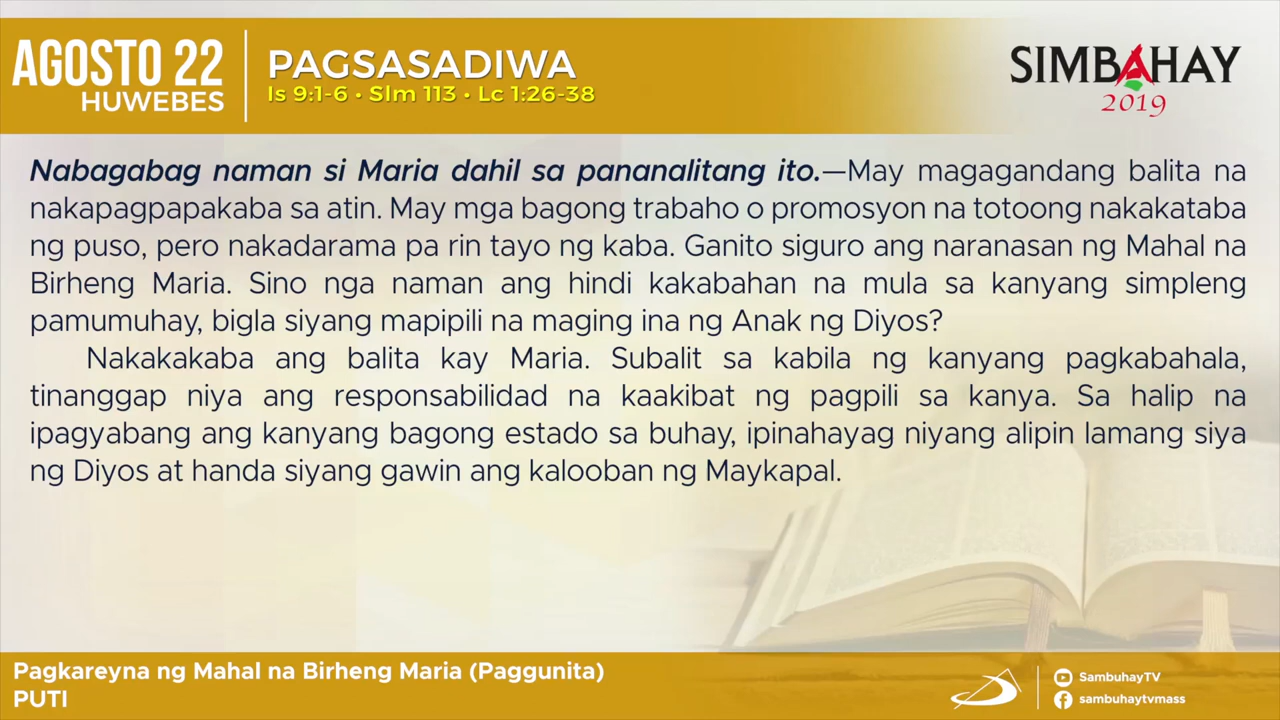 AGOSTO 22
HUWEBES
PAGSASADIWA
Is 9:1-6 • Slm 113 • Lc 1:26-38
SIMBAHAY
2019
Nabagabag naman si Maria dahil sa pananalitang ito.—May magagandang balita na
nakapagpapakaba sa atin. May mga bagong trabaho o promosyon na totoong nakakataba
ng puso, pero nakadarama pa rin tayo ng kaba. Ganito siguro ang naranasan ng Mahal na
Birheng Maria. Sino nga naman ang hindi kakabahan na mula sa kanyang simpleng
pamumuhay, bigla siyang mapipili na maging ina ng Anak ng Diyos?
Nakakakaba ang balita kay Maria. Subalit sa kabila ng kanyang pagkabahala,
tinanggap niya ang responsabilidad na kaakibat ng pagpili sa kanya. Sa halip na
ipagyabang ang kanyang bagong estado sa buhay, ipinahayag niyang alipin lamang siya
ng Diyos at handa siyang gawin ang kalooban ng Maykapal.
Pagkareyna ng Mahal na Birheng Maria (Paggunita)
PUTI
SambuhayTV
sambuhaytvmass